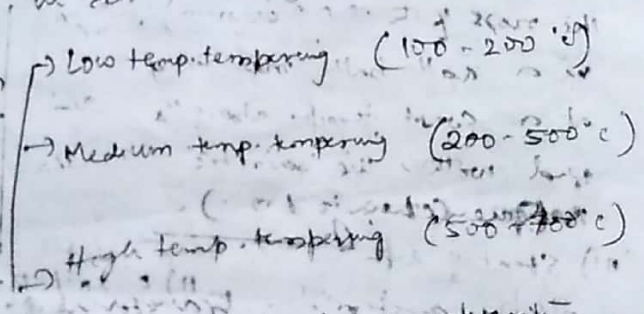 → Low temp. tempering (100 - 200°C)
→ Medium temp. tempering (200 - 500°C)
→ High temp. tempering (500 - 700°C)